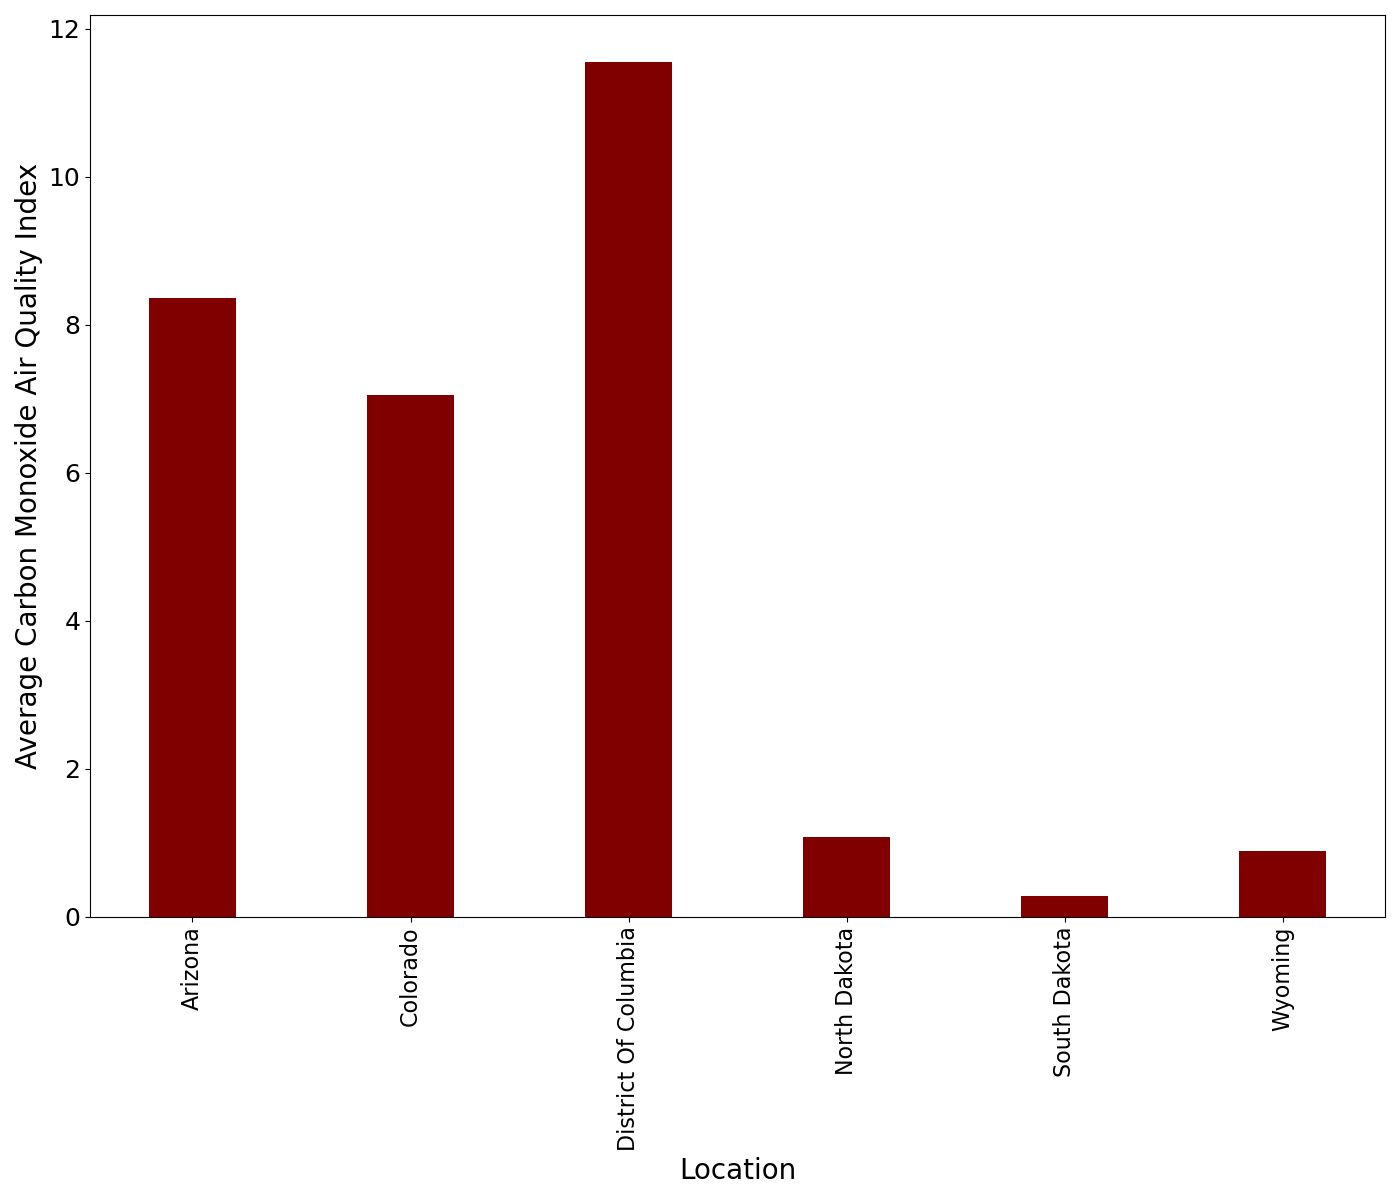 Average Carbon Monoxide Air Quality Index
12
10
8
6
4
2
0
Arizona
Colorado
District Of Columbia
North Dakota
South Dakota
Wyoming
Location